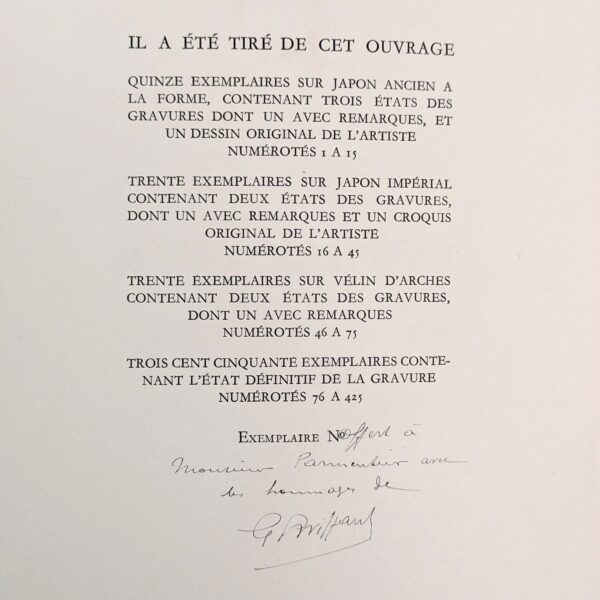 IL A ÉTÉ TIRÉ DE CET OUVRAGE
QUINZE EXEMPLAIRES SUR JAPON ANCIEN A
LA FORME, CONTENANT TROIS ÉTATS DES
GRAVURES DONT UN AVEC REMARQUES, ET
UN DESSIN ORIGINAL DE L'ARTISTE
NUMÉROTÉS 1 A 15
TRENTE EXEMPLAIRES SUR JAPON IMPÉRIAL
CONTENANT DEUX ÉTATS DES GRAVURES,
DONT UN AVEC REMARQUES ET UN CROQUIS
ORIGINAL DE L'ARTISTE
NUMÉROTÉS 16 A 45
TRENTE EXEMPLAIRES SUR VÉLIN D'ARCHES
CONTENANT DEUX ÉTATS DES GRAVURES,
DONT UN AVEC REMARQUES
NUMÉROTÉS 46 A 75
TROIS CENT CINQUANTE EXEMPLAIRES CONTE-
NANT L'ÉTAT DÉFINITIF DE LA GRAVURE
NUMÉROTÉS 76 A 425
EXEMPLAIRE No offert à
Monsieur Parmentier avec
les hommages de